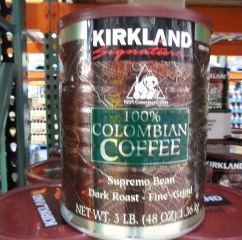 KIRKLAND
Signature
100%
COLOMBIAN
COFFEE
Supremo Bean
Dark Roast - Fine Grind
NET WT. 3 LB. (48 OZ) 1.36 kg
KIRKLAND